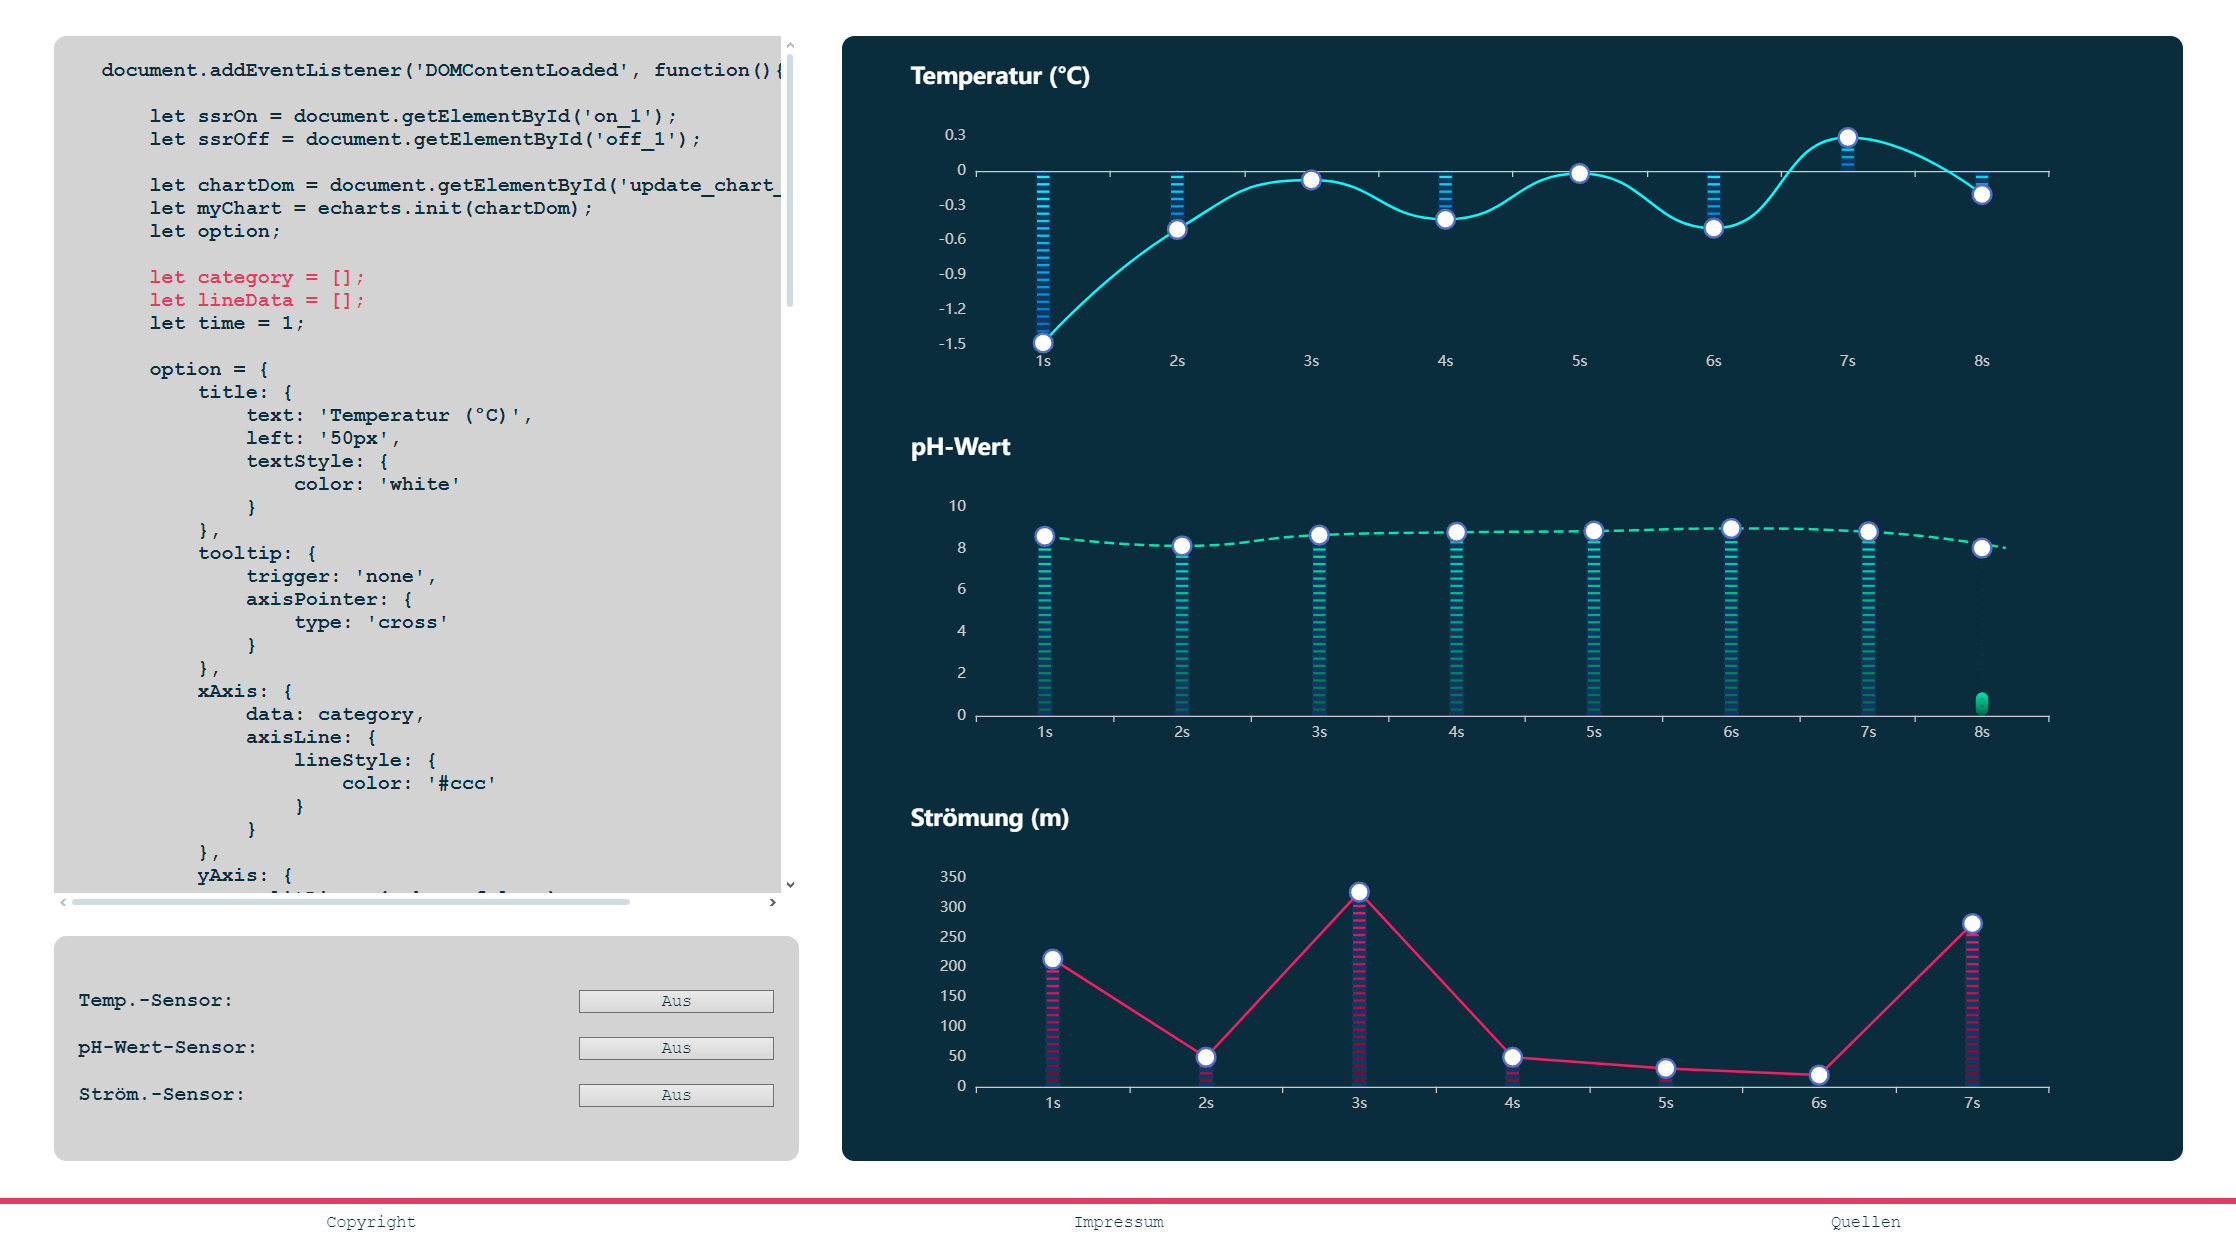 document.addEventListener('DOMContentLoaded', function(){
let ssrOn = document.getElementById('on_1');
let ssrOff = document.getElementById('off_1');
let chartDom = document.getElementById('update_chart_
let myChart = echarts.init(chartDom);
let option;
let category = [];
let lineData = [];
let time = 1;
option = {
title: {
text: 'Temperatur (°C)',
left: '50px',
textStyle: {
color: 'white'
}
},
tooltip: {
trigger: 'none',
axisPointer: {
type: 'cross'
}
},
xAxis: {
data: category,
axisLine: {
lineStyle: {
color: '#ccc'
}
}
},
yAxis: {
Temp.-Sensor: Aus
pH-Wert-Sensor: Aus
Ström.-Sensor: Aus
Temperatur (°C)
0.3
0
-0.3
-0.6
-0.9
-1.2
-1.5
1s 2s 3s 4s 5s 6s 7s 8s
pH-Wert
10
8
6
4
2
0
1s 2s 3s 4s 5s 6s 7s 8s
Strömung (m)
350
300
250
200
150
100
50
0
1s 2s 3s 4s 5s 6s 7s
Copyright Impressum Quellen